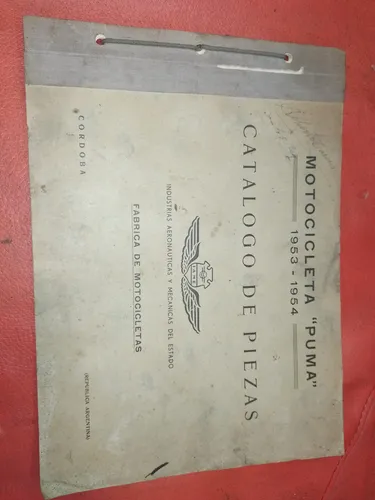 MOTOCICLETA "PUMA"
1953-1954
CATALOGO DE PIEZAS
INDUSTRIAS AERONAUTICAS Y MECANICAS DEL ESTADO
FABRICA DE MOTOCICLETAS
CORDOBA
(REPUBLICA ARGENTINA)